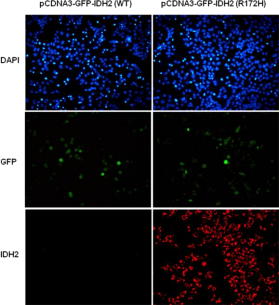 pCDNA3-GFP-IDH2 (WT) pCDNA3-GFP-IDH2 (R172H)
DAPI
GFP
IDH2